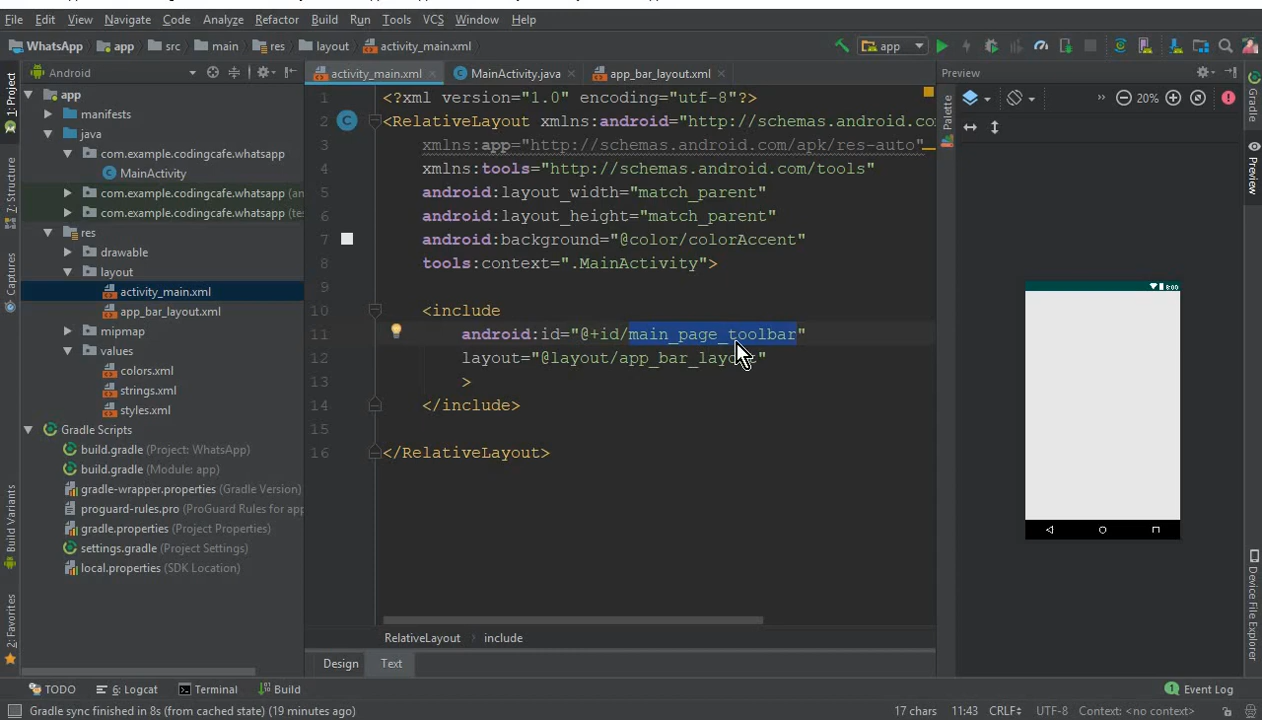 File Edit View Navigate Code Analyze Refactor Build Run Tools VCS Window Help
WhatsApp app src main res layout activity_main.xml app
Android activity_main.xml MainActivity.java app_bar_layout.xml Preview
20%
1: Project
Z: Structure
Captures
Build Variants
2: Favorites
app
manifests
java
com.example.codingcafe.whatsapp
MainActivity
com.example.codingcafe.whatsapp (an
com.example.codingcafe.whatsapp (tes
res
drawable
layout
activity_main.xml
app_bar_layout.xml
mipmap
values
colors.xml
strings.xml
styles.xml
Gradle Scripts
build.gradle (Project: WhatsApp)
build.gradle (Module: app)
gradle-wrapper.properties (Gradle Version)
proguard-rules.pro (ProGuard Rules for app
gradle.properties (Project Properties)
settings.gradle (Project Settings)
local.properties (SDK Location)
1 <?xml version="1.0" encoding="utf-8"?>
2 <RelativeLayout xmlns:android="http://schemas.android.co
3 xmlns:app="http://schemas.android.com/apk/res-auto"
4 xmlns:tools="http://schemas.android.com/tools"
5 android:layout_width="match_parent"
6 android:layout_height="match_parent"
7 android:background="@color/colorAccent"
8 tools:context=".MainActivity">
9
10 <include
11 android:id="@+id/main_page_toolbar"
12 layout="@layout/app_bar_layout"
13 >
14 </include>
15
16 </RelativeLayout>
RelativeLayout › include
Design Text
Palette
8:00
Gradle
Preview
Device File Explorer
TODO 6: Logcat Terminal Build Event Log
Gradle sync finished in 8s (from cached state) (19 minutes ago) 17 chars 11:43 CRLF UTF-8 Context: <no context>